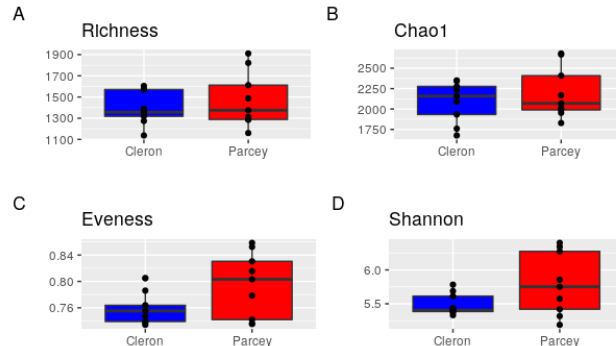 A
Richness
1900
1700
1500
1300
1100
Cleron Parcey
B
Chao1
2500
2250
2000
1750
Cleron Parcey
C
Eveness
0.84
0.80
0.76
Cleron Parcey
D
Shannon
6.0
5.5
Cleron Parcey